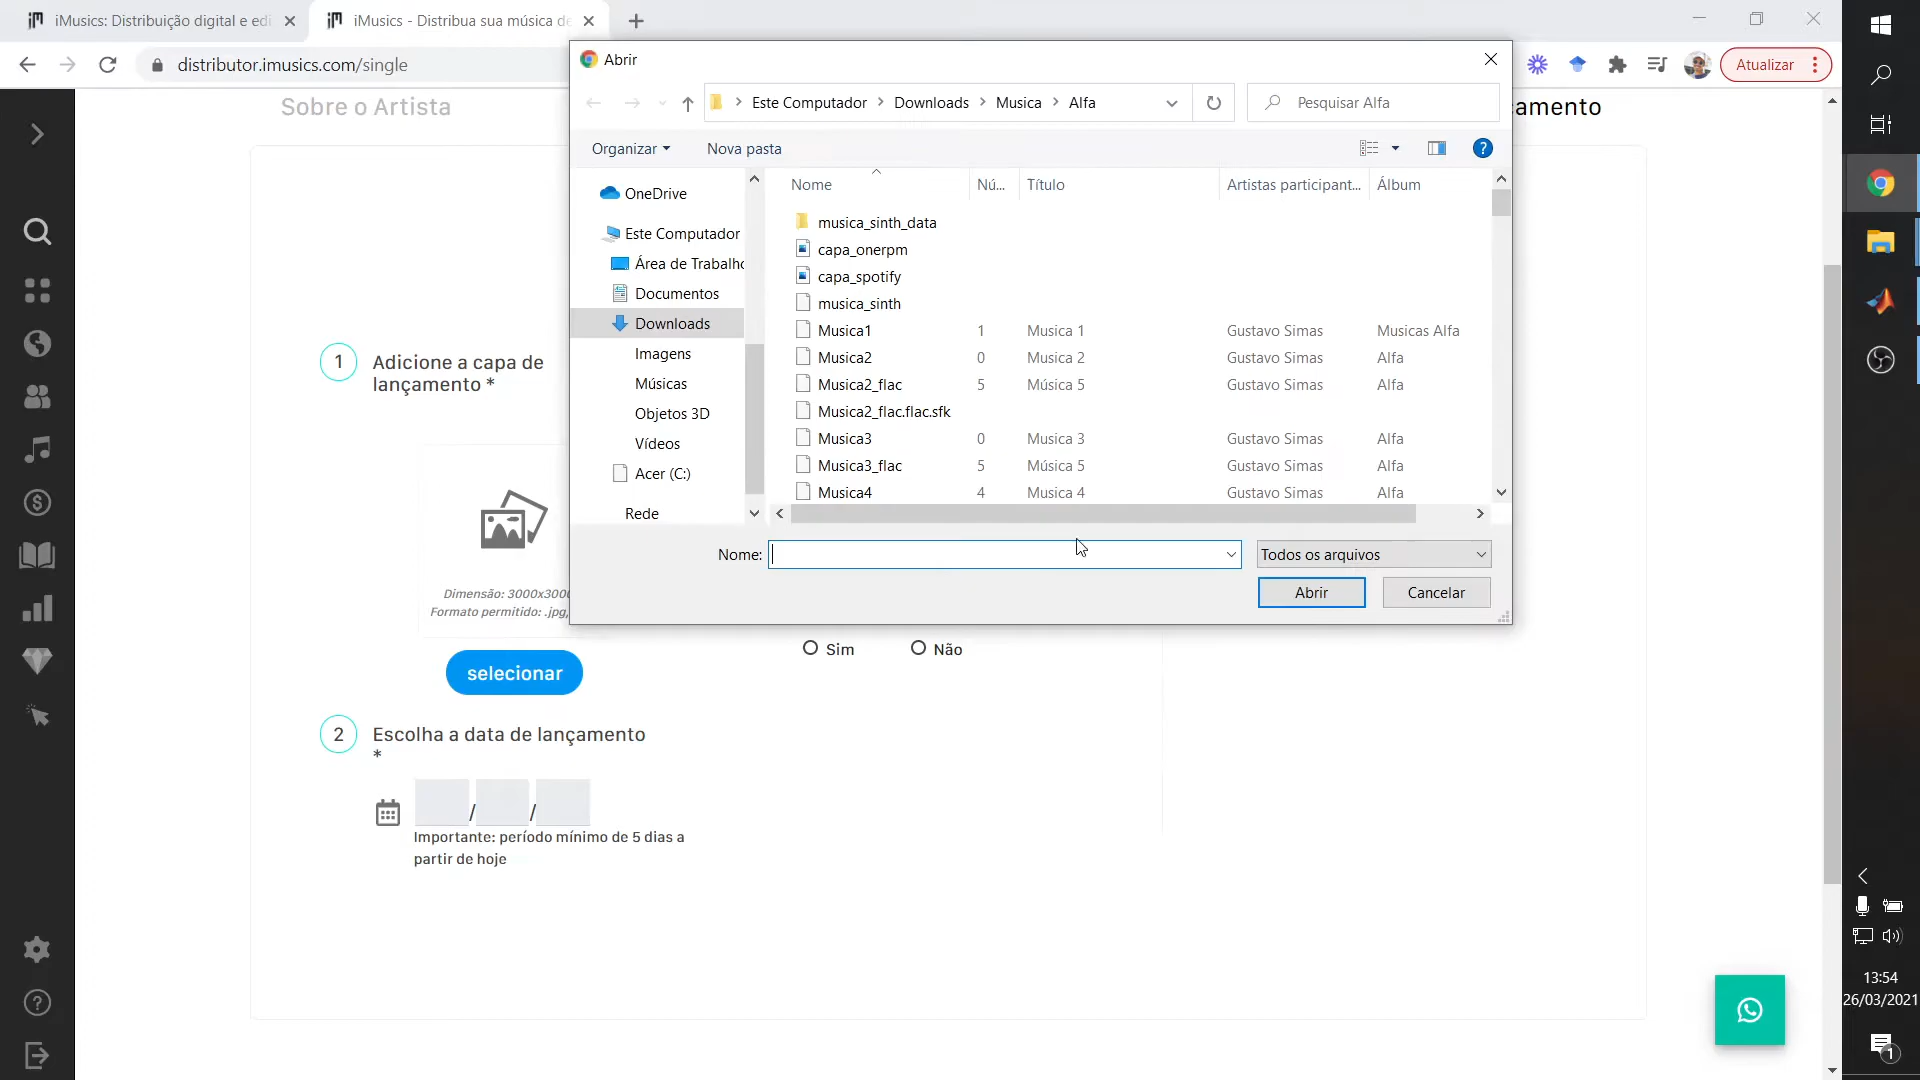 iMusics: Distribuição digital e edi
iMusics - Distribua sua música de
distributor.imusics.com/single
Atualizar
Sobre o Artista
amento
1
Adicione a capa de
lançamento *
Dimensão: 3000x3000
Formato permitido: .jpg,
selecionar
Sim
Não
2
Escolha a data de lançamento
*
/ /
Importante: período mínimo de 5 dias a
partir de hoje
Abrir
Este Computador > Downloads > Musica > Alfa
Pesquisar Alfa
Organizar
Nova pasta
OneDrive
Este Computador
Área de Trabalho
Documentos
Downloads
Imagens
Músicas
Objetos 3D
Vídeos
Acer (C:)
Rede
Nome Nú... Título Artistas participant... Álbum
musica_sinth_data
capa_onerpm
capa_spotify
musica_sinth
Musica1 1 Musica 1 Gustavo Simas Musicas Alfa
Musica2 0 Musica 2 Gustavo Simas Alfa
Musica2_flac 5 Música 5 Gustavo Simas Alfa
Musica2_flac.flac.sfk
Musica3 0 Musica 3 Gustavo Simas Alfa
Musica3_flac 5 Música 5 Gustavo Simas Alfa
Musica4 4 Musica 4 Gustavo Simas Alfa
Nome:
Todos os arquivos
Abrir
Cancelar
13:54
26/03/2021
1